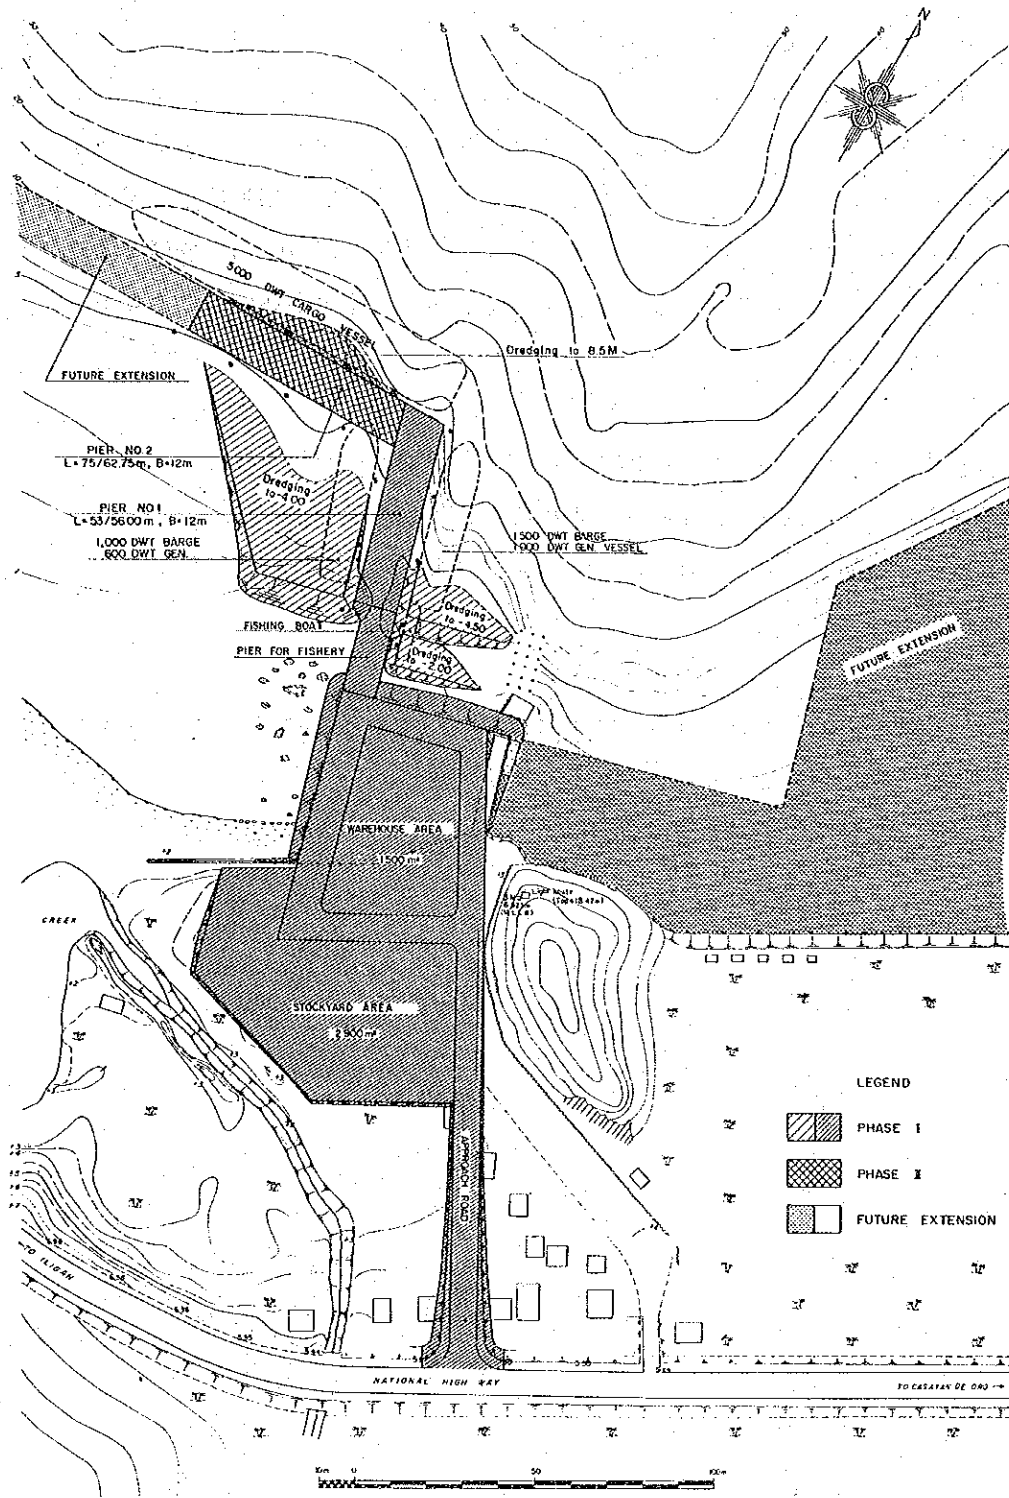 N
5000 DWT CARGO VESSEL
Dredging to 8.5M
FUTURE EXTENSION
PIER NO.2
L=75/62.75m, B=12m
Dredging
to -4.00
PIER NO 1
L=53/56.00m, B=12m
1,000 DWT BARGE
600 DWT GEN.
1500 DWT BARGE
1000 DWT GEN. VESSEL
Dredging
to -4.50
FISHING BOAT
PIER FOR FISHERY
Dredging
to -2.00
FUTURE EXTENSION
WAREHOUSE AREA
1500 m²
CREEK
STOCKYARD AREA
2,900 m²
APPROACH ROAD
LEGEND
PHASE I
PHASE II
FUTURE EXTENSION
TO ILIGAN
NATIONAL HIGH WAY
TO CAGAYAN DE ORO →
0
50
100m